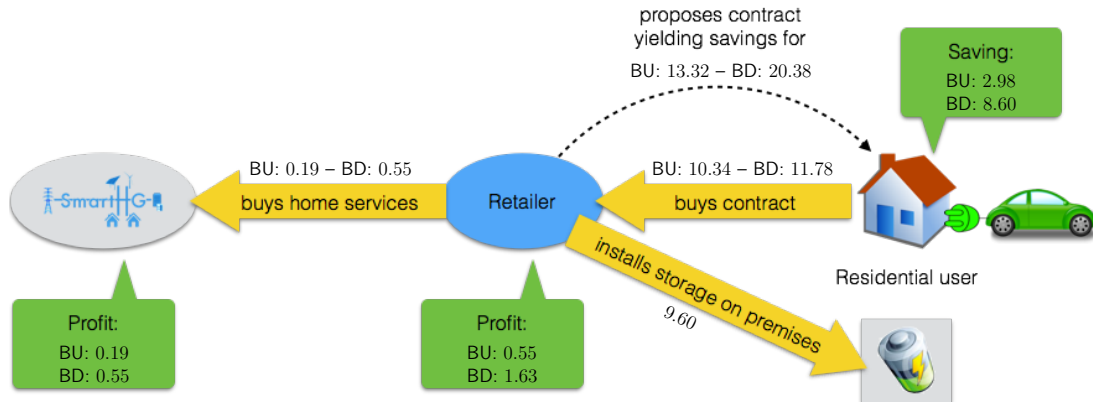 proposes contract
yielding savings for
BU: 13.32 – BD: 20.38
Saving:
BU: 2.98
BD: 8.60
BU: 0.19 – BD: 0.55
BU: 10.34 – BD: 11.78
SmartHG
buys home services
Retailer
buys contract
installs storage on premises
9.60
Residential user
Profit:
BU: 0.19
BD: 0.55
Profit:
BU: 0.55
BD: 1.63